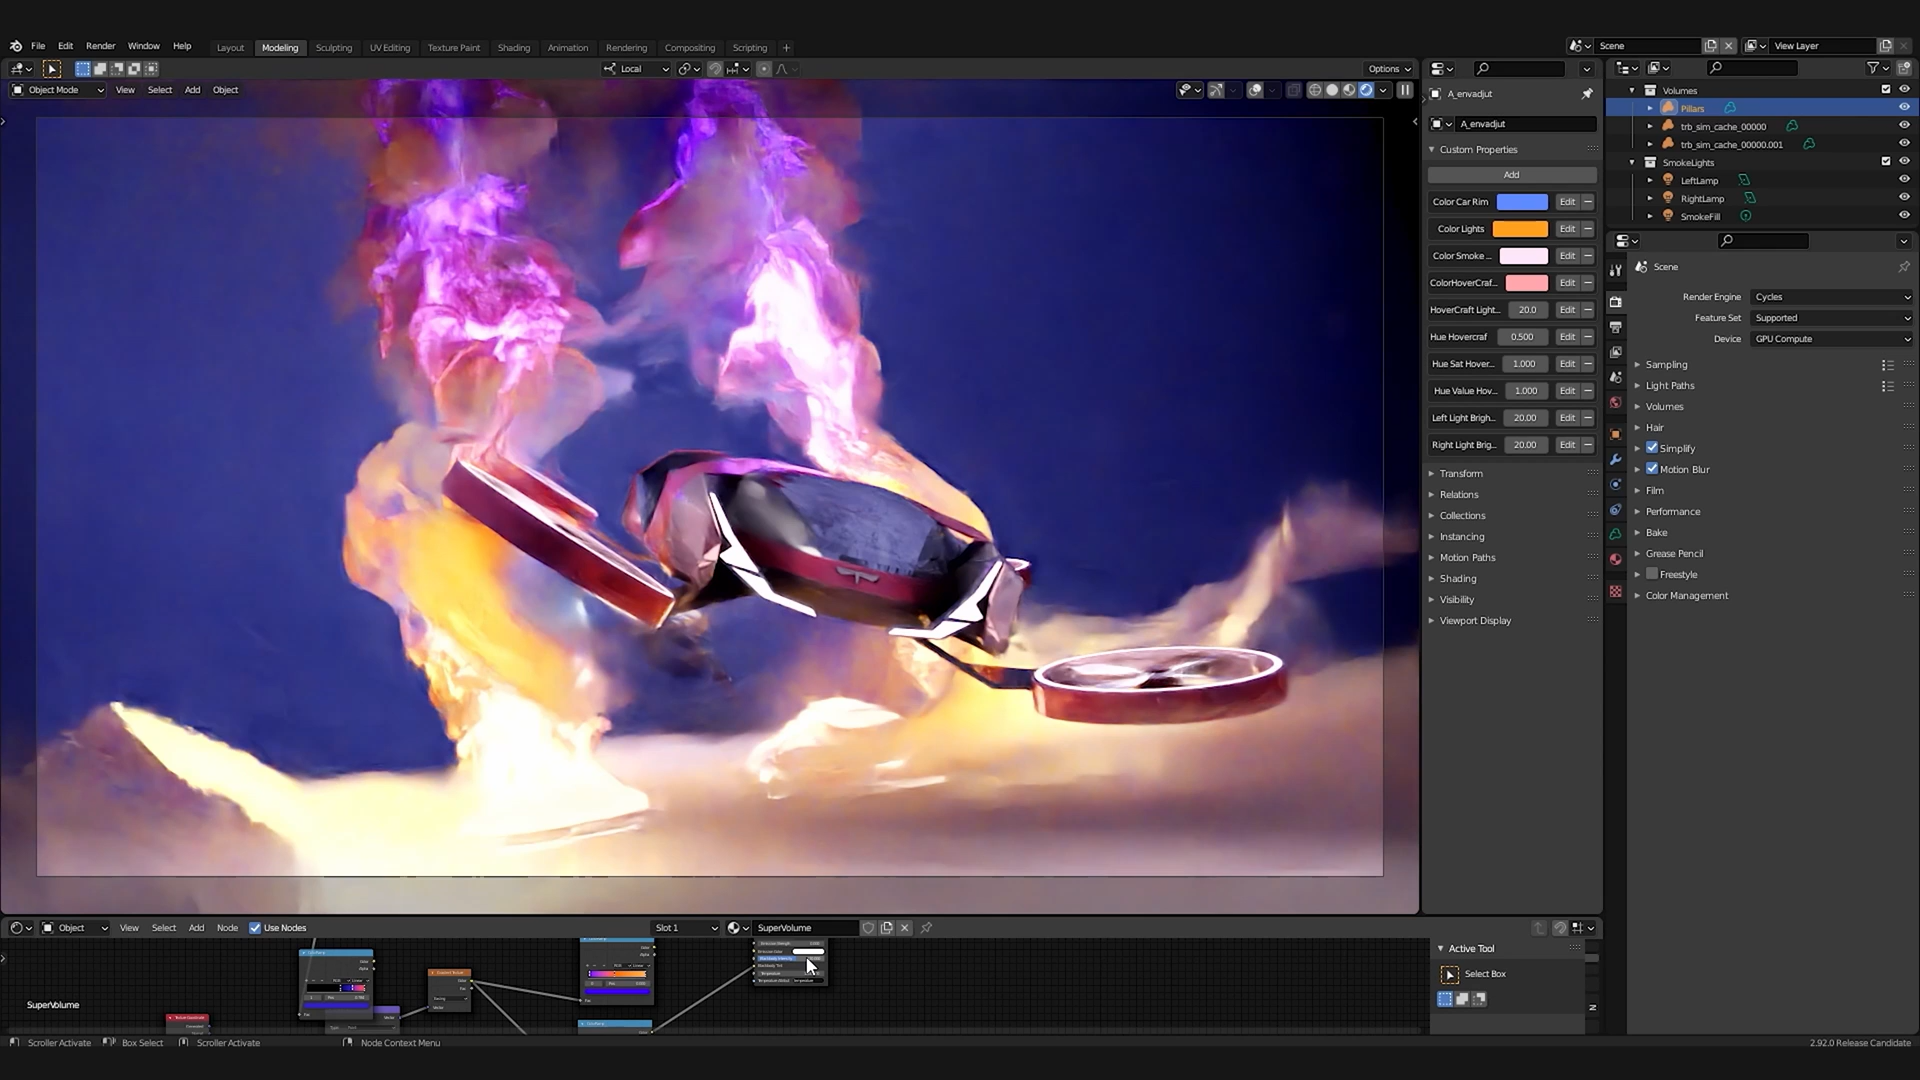 File Edit Render Window Help Layout Modeling Sculpting UV Editing Texture Paint Shading Animation Rendering Compositing Scripting + Scene View Layer
Local Options
Object Mode View Select Add Object
A_envadjut
A_envadjut
Custom Properties
Add
Color Car Rim Edit
Color Lights Edit
Color Smoke ... Edit
ColorHoverCraf... Edit
HoverCraft Light... 20.0 Edit
Hue Hovercraf 0.500 Edit
Hue Sat Hover... 1.000 Edit
Hue Value Hov... 1.000 Edit
Left Light Brigh... 20.00 Edit
Right Light Brig... 20.00 Edit
Transform
Relations
Collections
Instancing
Motion Paths
Shading
Visibility
Viewport Display
Volumes
Pillars
trb_sim_cache_00000
trb_sim_cache_00000.001
SmokeLights
LeftLamp
RightLamp
SmokeFill
Scene
Render Engine Cycles
Feature Set Supported
Device GPU Compute
Sampling
Light Paths
Volumes
Hair
Simplify
Motion Blur
Film
Performance
Bake
Grease Pencil
Freestyle
Color Management
Object View Select Add Node Use Nodes Slot 1 SuperVolume
SuperVolume
Active Tool
Select Box
Scroller Activate Box Select Scroller Activate Node Context Menu 2.92.0 Release Candidate